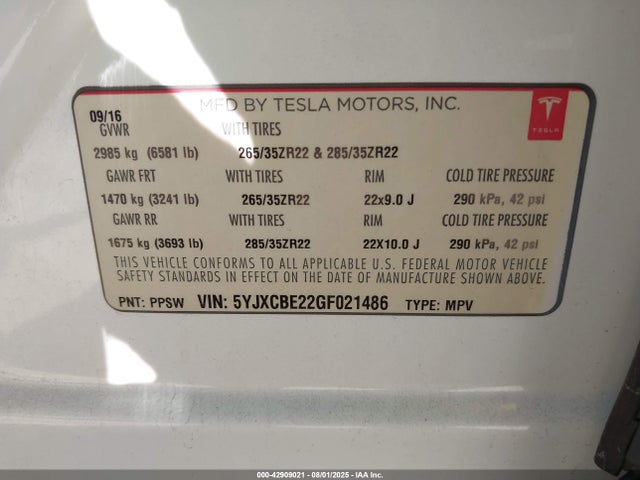 MFD BY TESLA MOTORS, INC.
09/16
GVWR WITH TIRES
2985 kg (6581 lb) 265/35ZR22 & 285/35ZR22
GAWR FRT WITH TIRES RIM COLD TIRE PRESSURE
1470 kg (3241 lb) 265/35ZR22 22x9.0 J 290 kPa, 42 psi
GAWR RR WITH TIRES RIM COLD TIRE PRESSURE
1675 kg (3693 lb) 285/35ZR22 22X10.0 J 290 kPa, 42 psi
THIS VEHICLE CONFORMS TO ALL APPLICABLE U.S. FEDERAL MOTOR VEHICLE
SAFETY STANDARDS IN EFFECT ON THE DATE OF MANUFACTURE SHOWN ABOVE.
PNT: PPSW VIN: 5YJXCBE22GF021486 TYPE: MPV
TESLA
000-42909021 - 08/01/2025 - IAAI Inc.